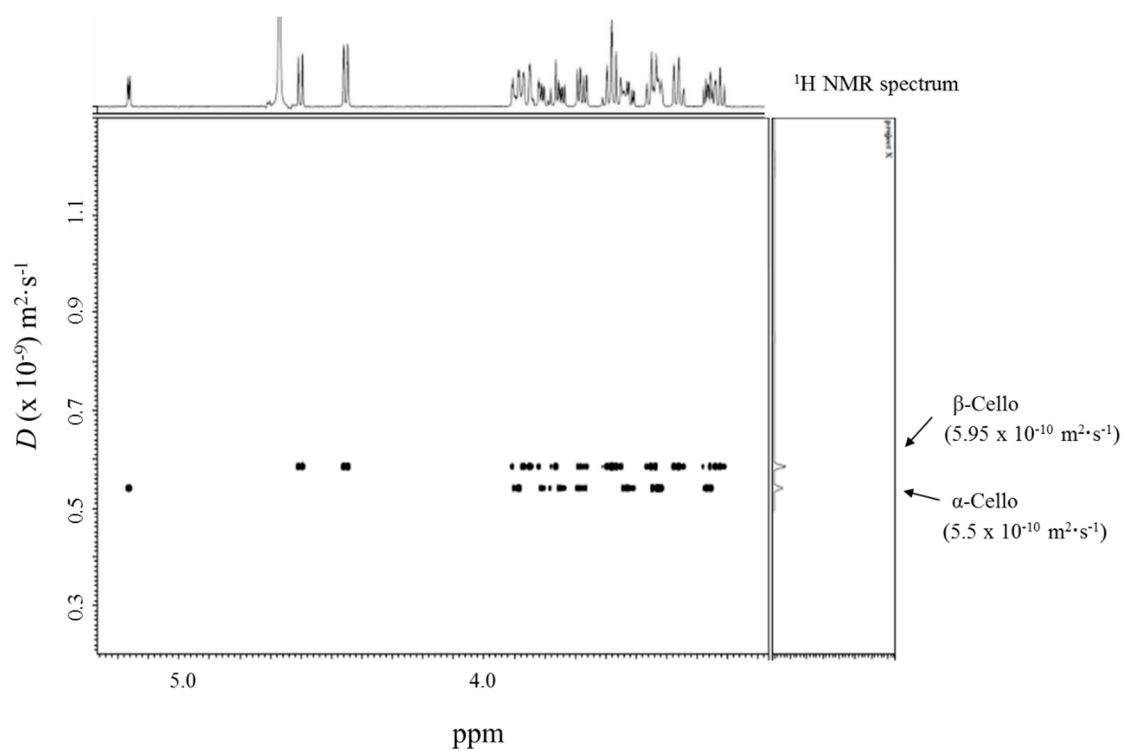 ¹H NMR spectrum
project X
1.1
0.9
0.7
0.5
0.3
D (x 10⁻⁹) m²·s⁻¹
β-Cello
(5.95 x 10⁻¹⁰ m²·s⁻¹)
α-Cello
(5.5 x 10⁻¹⁰ m²·s⁻¹)
5.0
4.0
ppm